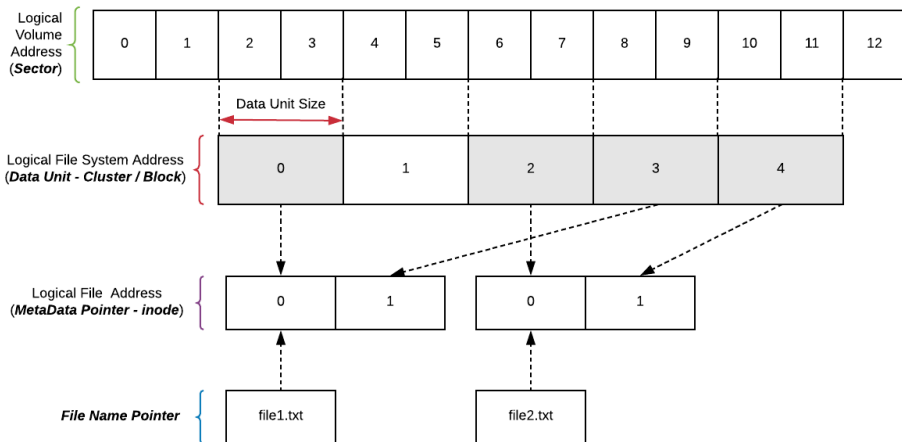 Logical
Volume
Address
(Sector)
0 1 2 3 4 5 6 7 8 9 10 11 12
Data Unit Size
Logical File System Address
(Data Unit - Cluster / Block)
0 1 2 3 4
Logical File Address
(MetaData Pointer - inode)
0 1 0 1
File Name Pointer
file1.txt file2.txt